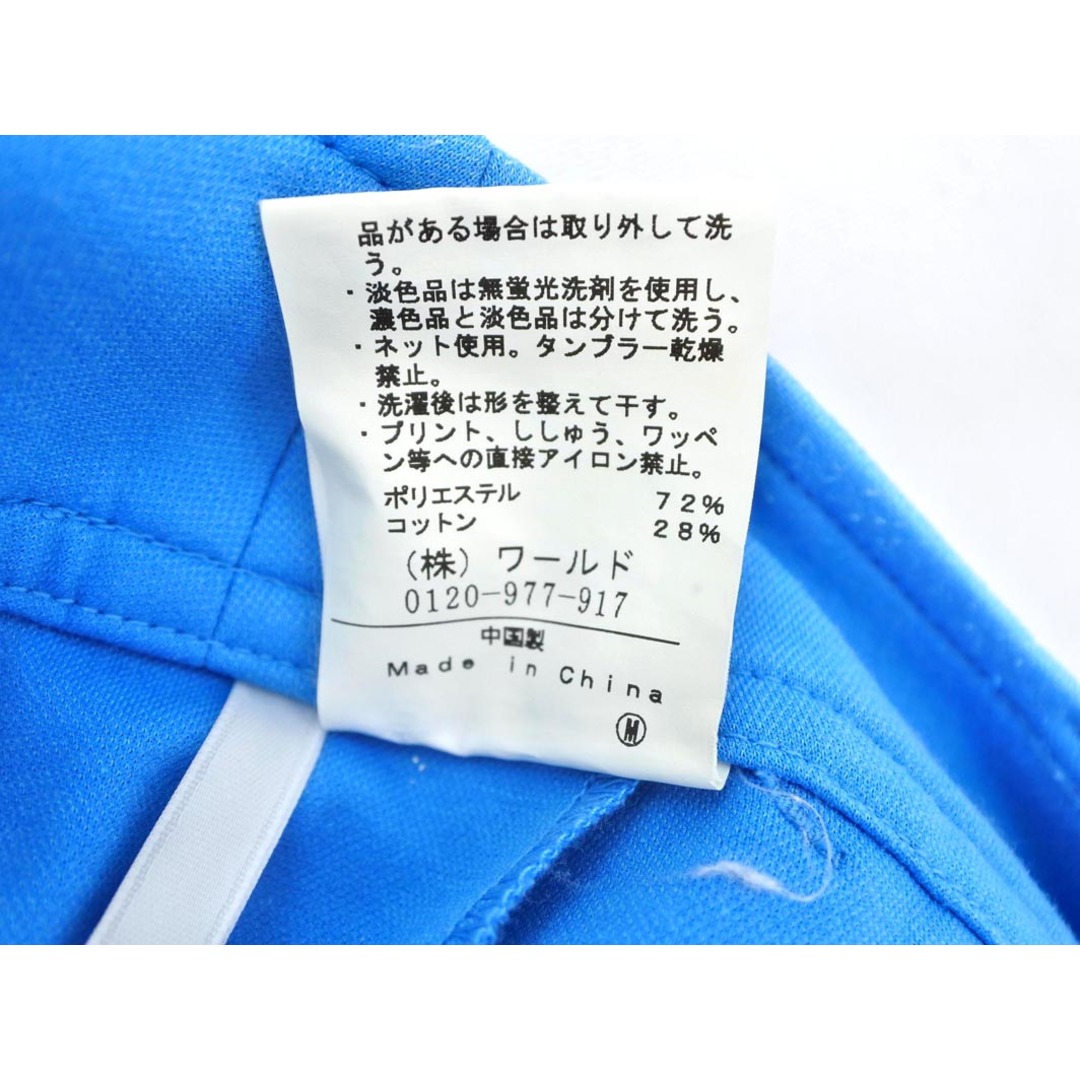 品がある場合は取り外して洗
う。
・淡色品は無蛍光洗剤を使用し、
濃色品と淡色品は分けて洗う。
・ネット使用。タンブラー乾燥
禁止。
・洗濯後は形を整えて干す。
・プリント、ししゅう、ワッペ
ン等への直接アイロン禁止。
ポリエステル 72%
コットン 28%
(株) ワールド
0120-977-917
中国製
Made in China
Ⓜ